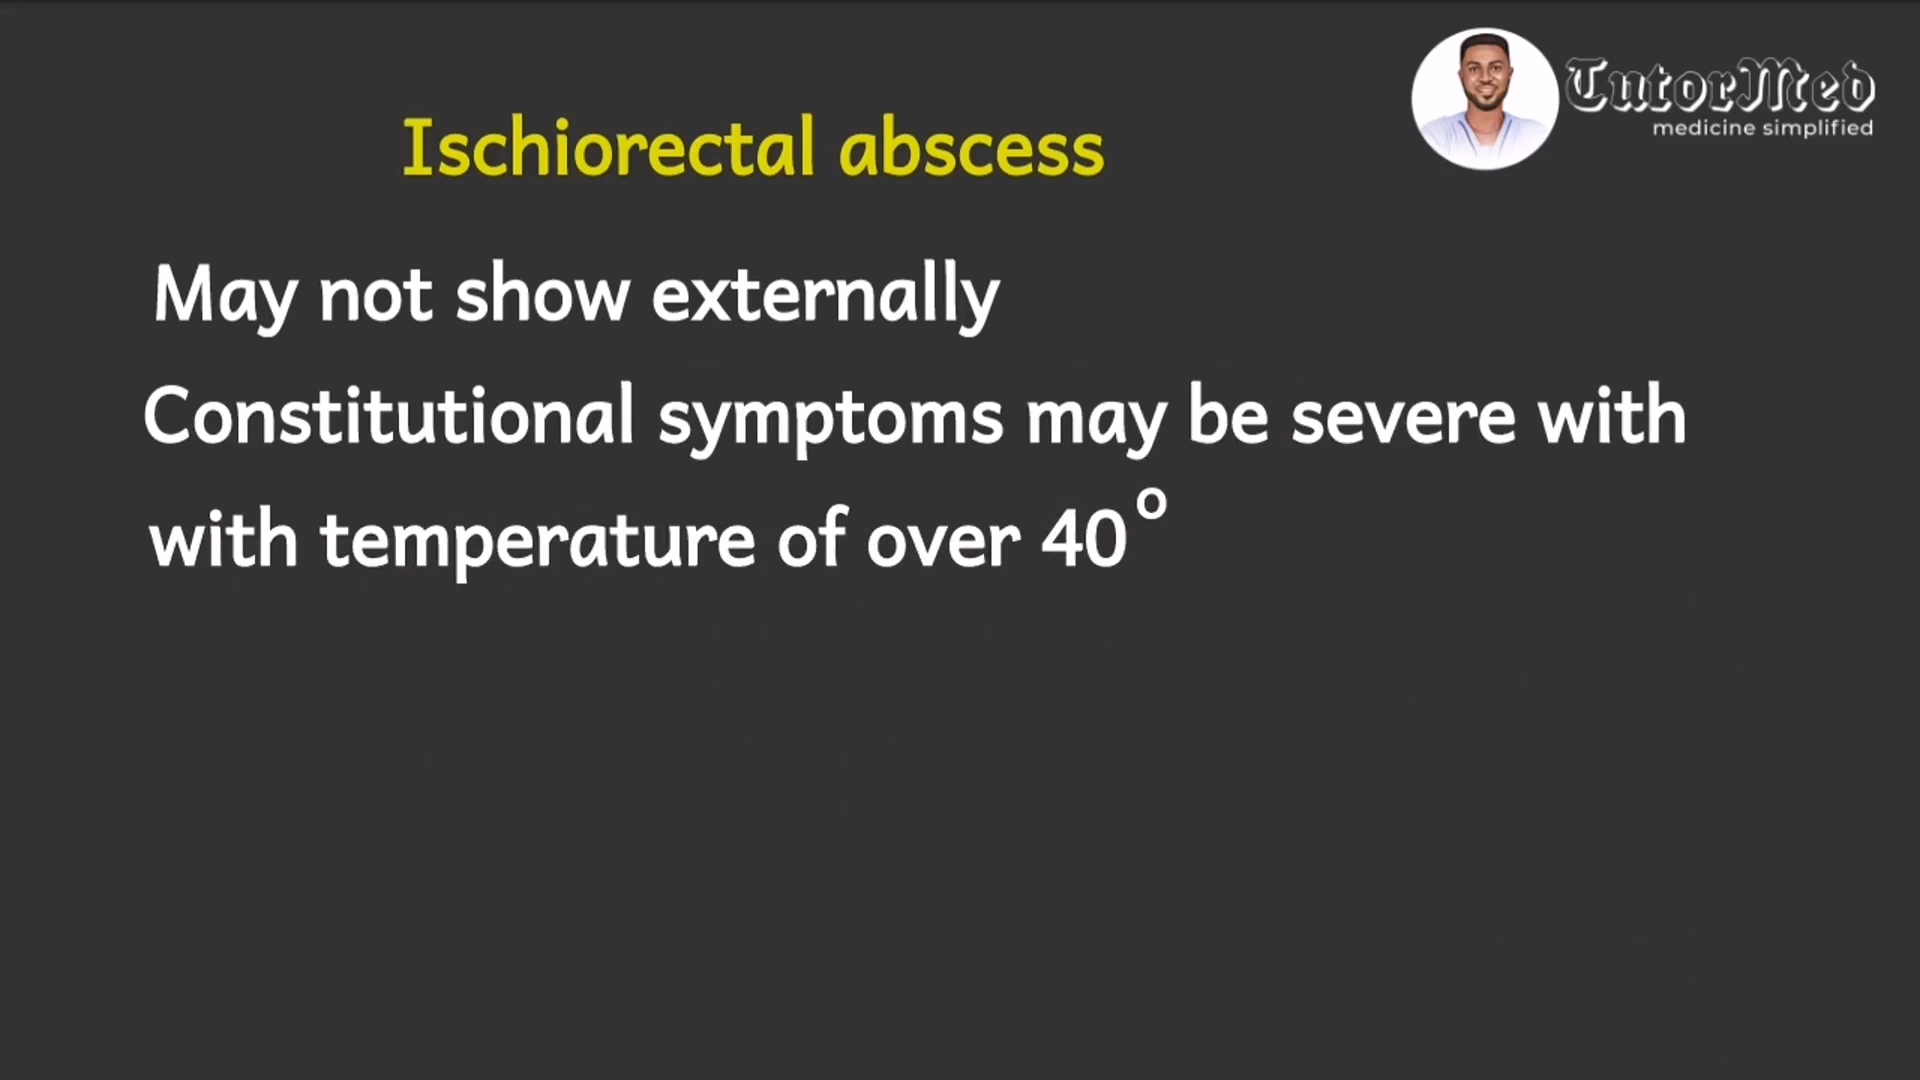 TutorMed
medicine simplified
Ischiorectal abscess
May not show externally
Constitutional symptoms may be severe with
with temperature of over 40°